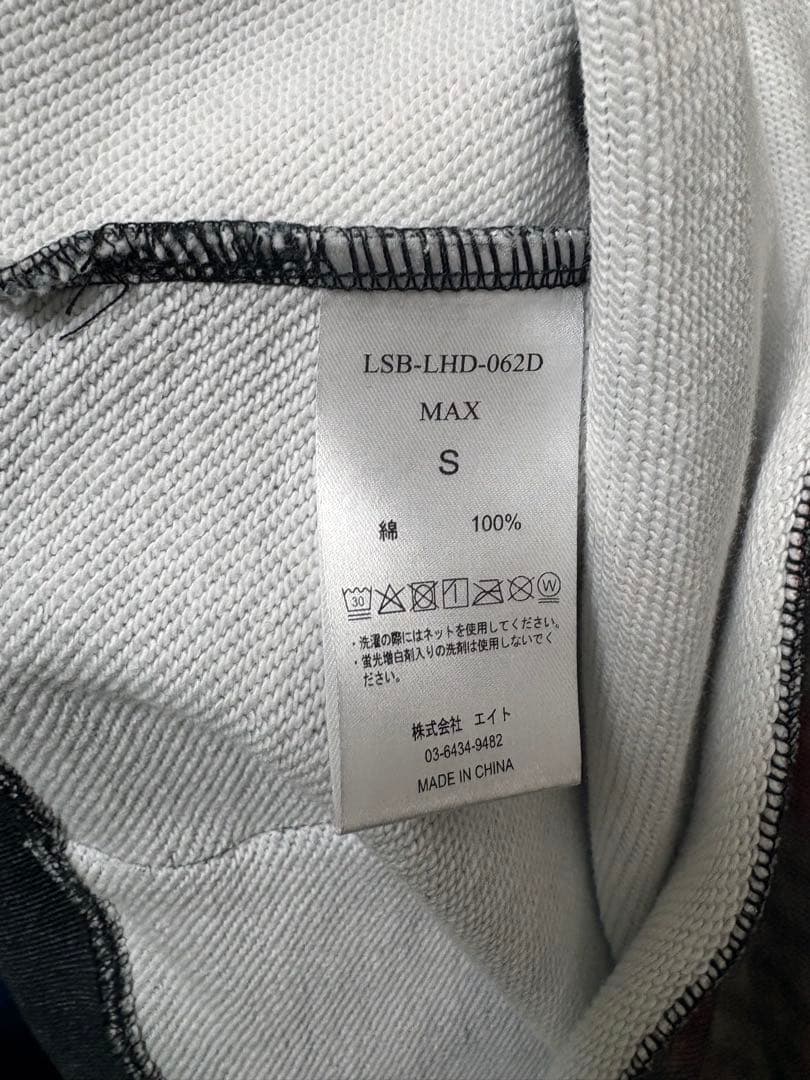 LSB-LHD-062D
MAX
S
綿 100%
30 W
・洗濯の際にはネットを使用してください。
・蛍光増白剤入りの洗剤は使用しないでく
ださい。
株式会社 エイト
03-6434-9482
MADE IN CHINA